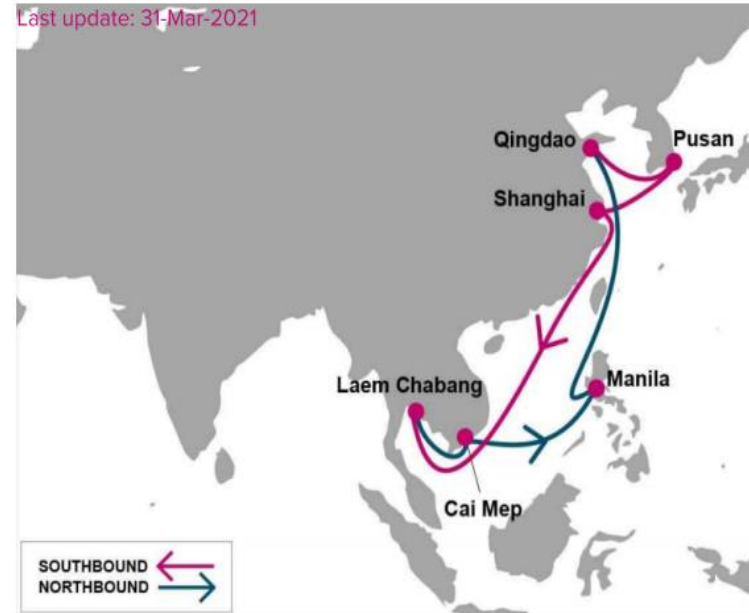 Last update: 31-Mar-2021
Qingdao
Pusan
Shanghai
Laem Chabang
Manila
Cai Mep
SOUTHBOUND
NORTHBOUND